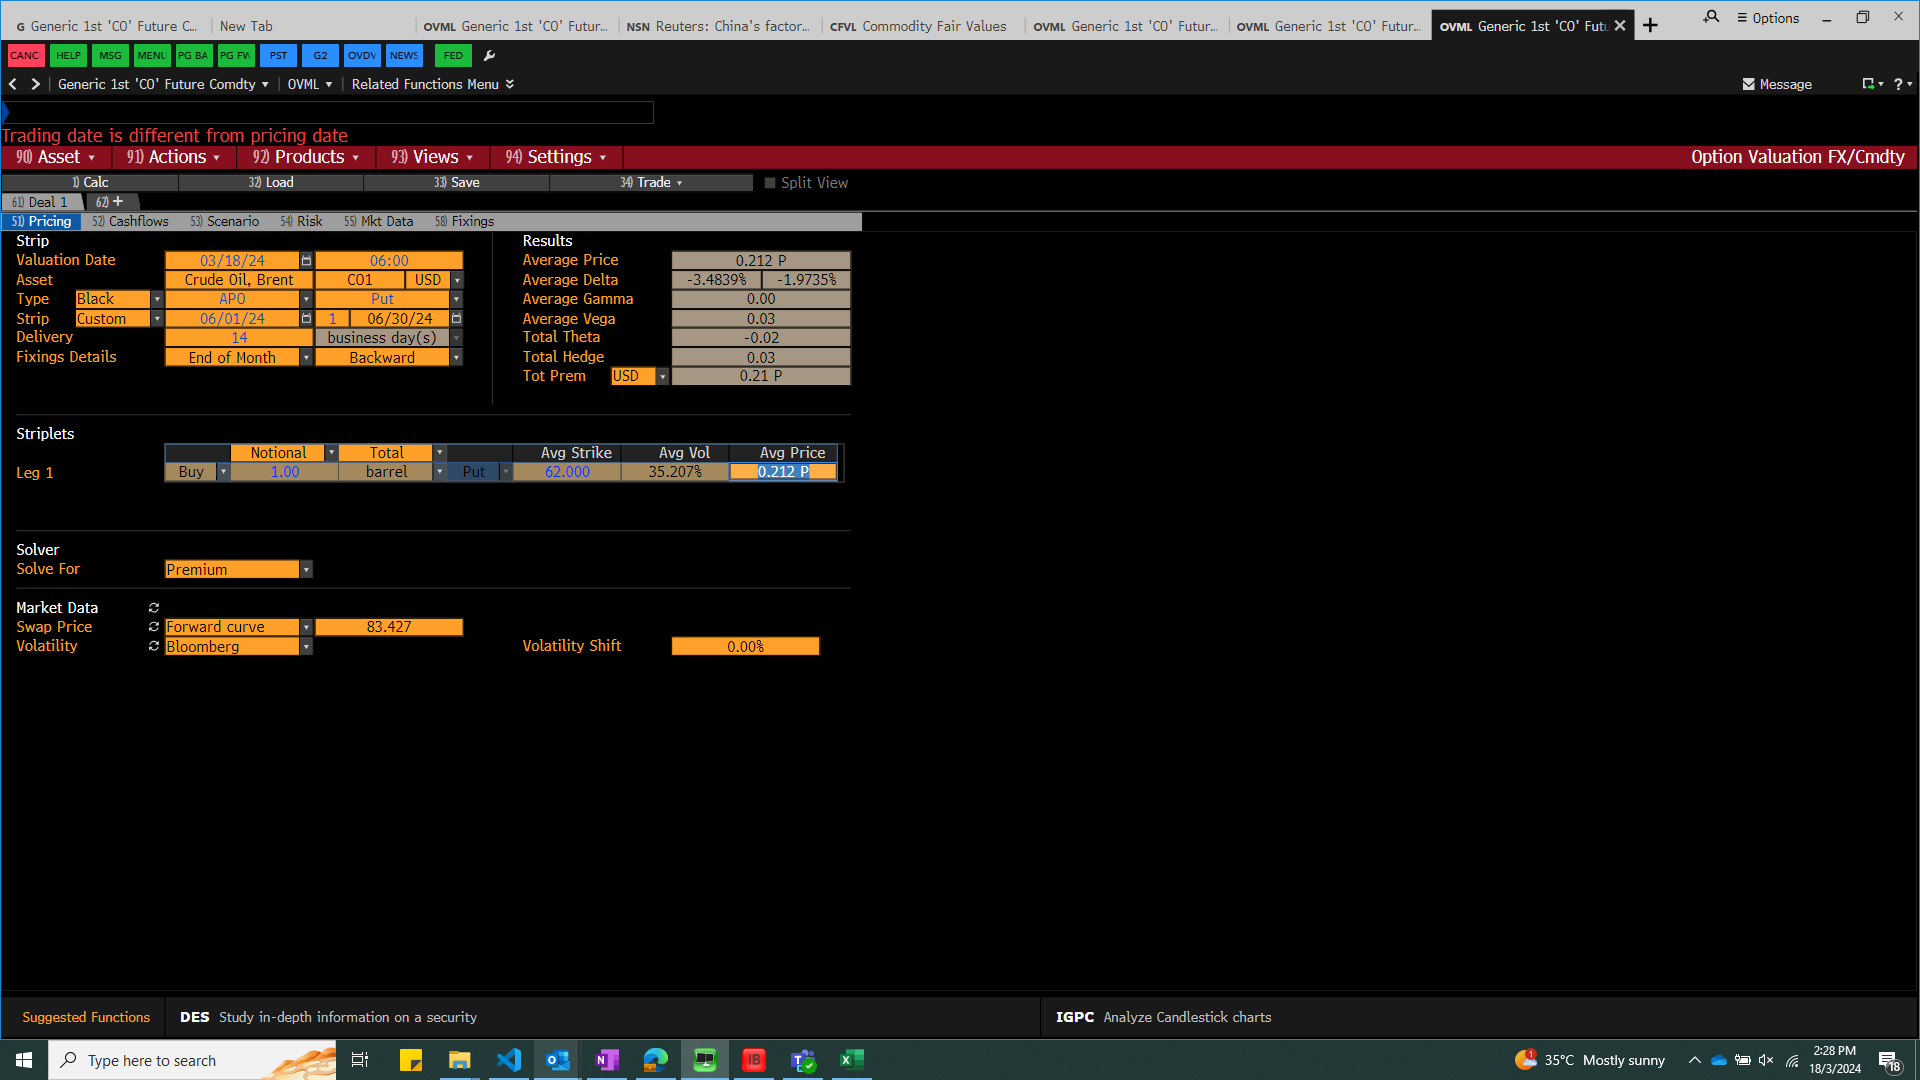 G Generic 1st 'CO' Future C... New Tab OVML Generic 1st 'CO' Futur... NSN Reuters: China's factor... CFVL Commodity Fair Values OVML Generic 1st 'CO' Futur... OVML Generic 1st 'CO' Futur... OVML Generic 1st 'CO' Futu Options
CANC HELP MSG MENU PG BA PG FW PST G2 OVDV NEWS FED
Generic 1st 'CO' Future Comdty OVML Related Functions Menu Message ?
Trading date is different from pricing date
90) Asset 91) Actions 92) Products 93) Views 94) Settings Option Valuation FX/Cmdty
1) Calc 32) Load 33) Save 34) Trade Split View
61) Deal 1 62) +
51) Pricing 52) Cashflows 53) Scenario 54) Risk 55) Mkt Data 58) Fixings
Strip Results
Valuation Date 03/18/24 06:00 Average Price 0.212 P
Asset Crude Oil, Brent CO1 USD Average Delta -3.4839% -1.9735%
Type Black APO Put Average Gamma 0.00
Strip Custom 06/01/24 1 06/30/24 Average Vega 0.03
Delivery 14 business day(s) Total Theta -0.02
Fixings Details End of Month Backward Total Hedge 0.03
Tot Prem USD 0.21 P
Striplets
Notional Total Avg Strike Avg Vol Avg Price
Leg 1 Buy 1.00 barrel Put 62.000 35.207% 0.212 P
Solver
Solve For Premium
Market Data
Swap Price Forward curve 83.427
Volatility Bloomberg Volatility Shift 0.00%
Suggested Functions DES Study in-depth information on a security IGPC Analyze Candlestick charts
Type here to search 35°C Mostly sunny 2:28 PM
18/3/2024 18